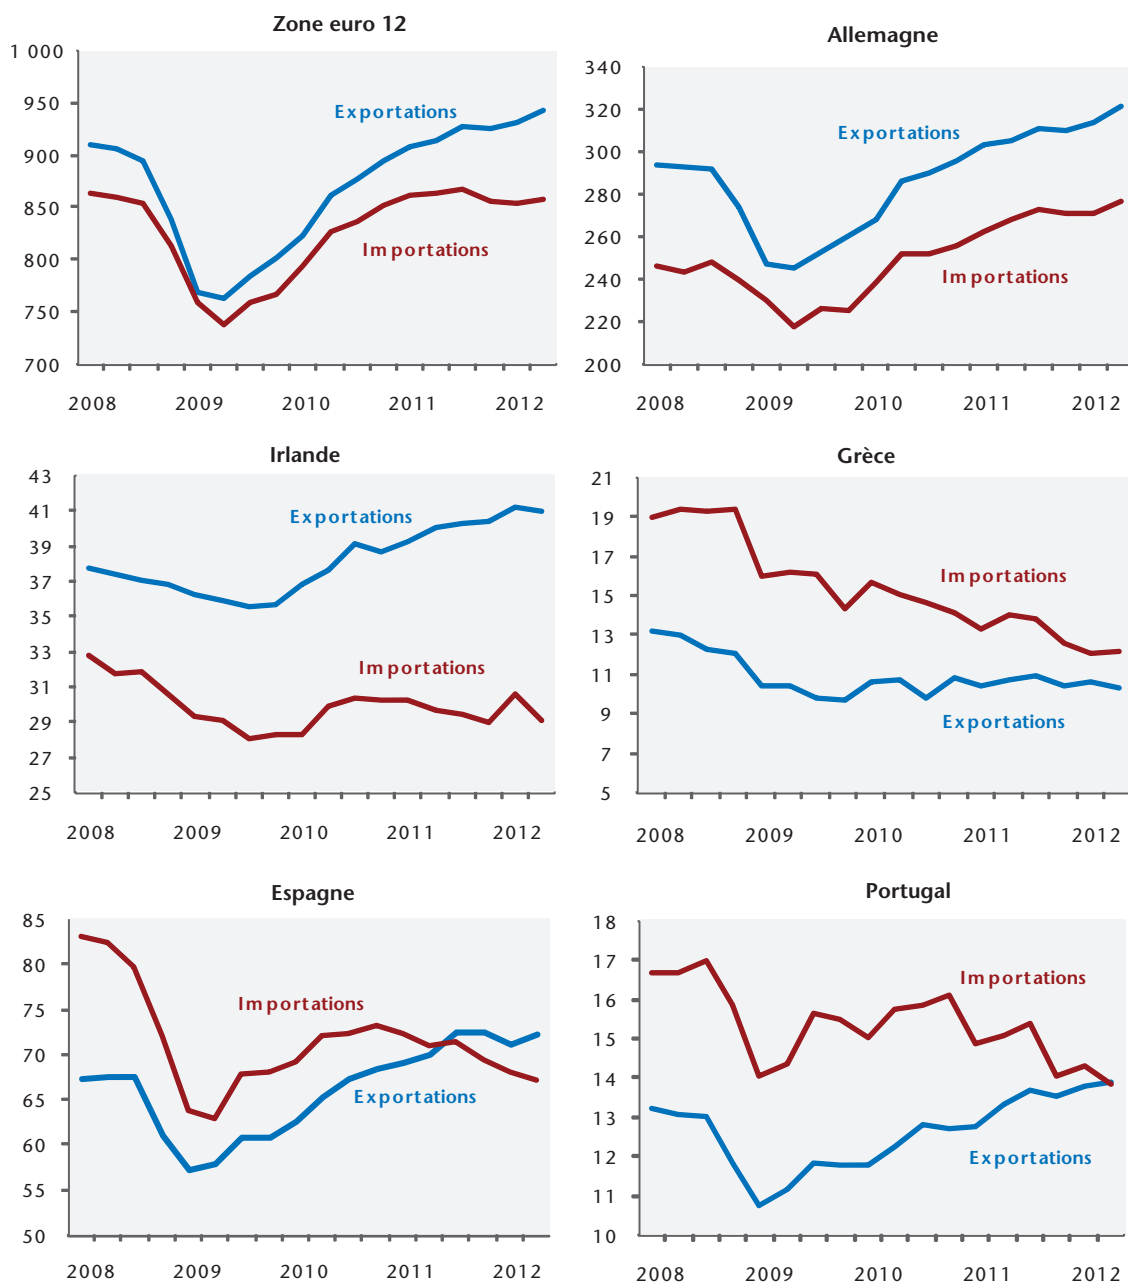 Zone euro 12
1 000
950
900
850
800
750
700
Exportations
Importations
2008 2009 2010 2011 2012
Allemagne
340
320
300
280
260
240
220
200
Exportations
Importations
2008 2009 2010 2011 2012
Irlande
43
41
39
37
35
33
31
29
27
25
Exportations
Importations
2008 2009 2010 2011 2012
Grèce
21
19
17
15
13
11
9
7
5
Importations
Exportations
2008 2009 2010 2011 2012
Espagne
85
80
75
70
65
60
55
50
Importations
Exportations
2008 2009 2010 2011 2012
Portugal
18
17
16
15
14
13
12
11
10
Importations
Exportations
2008 2009 2010 2011 2012